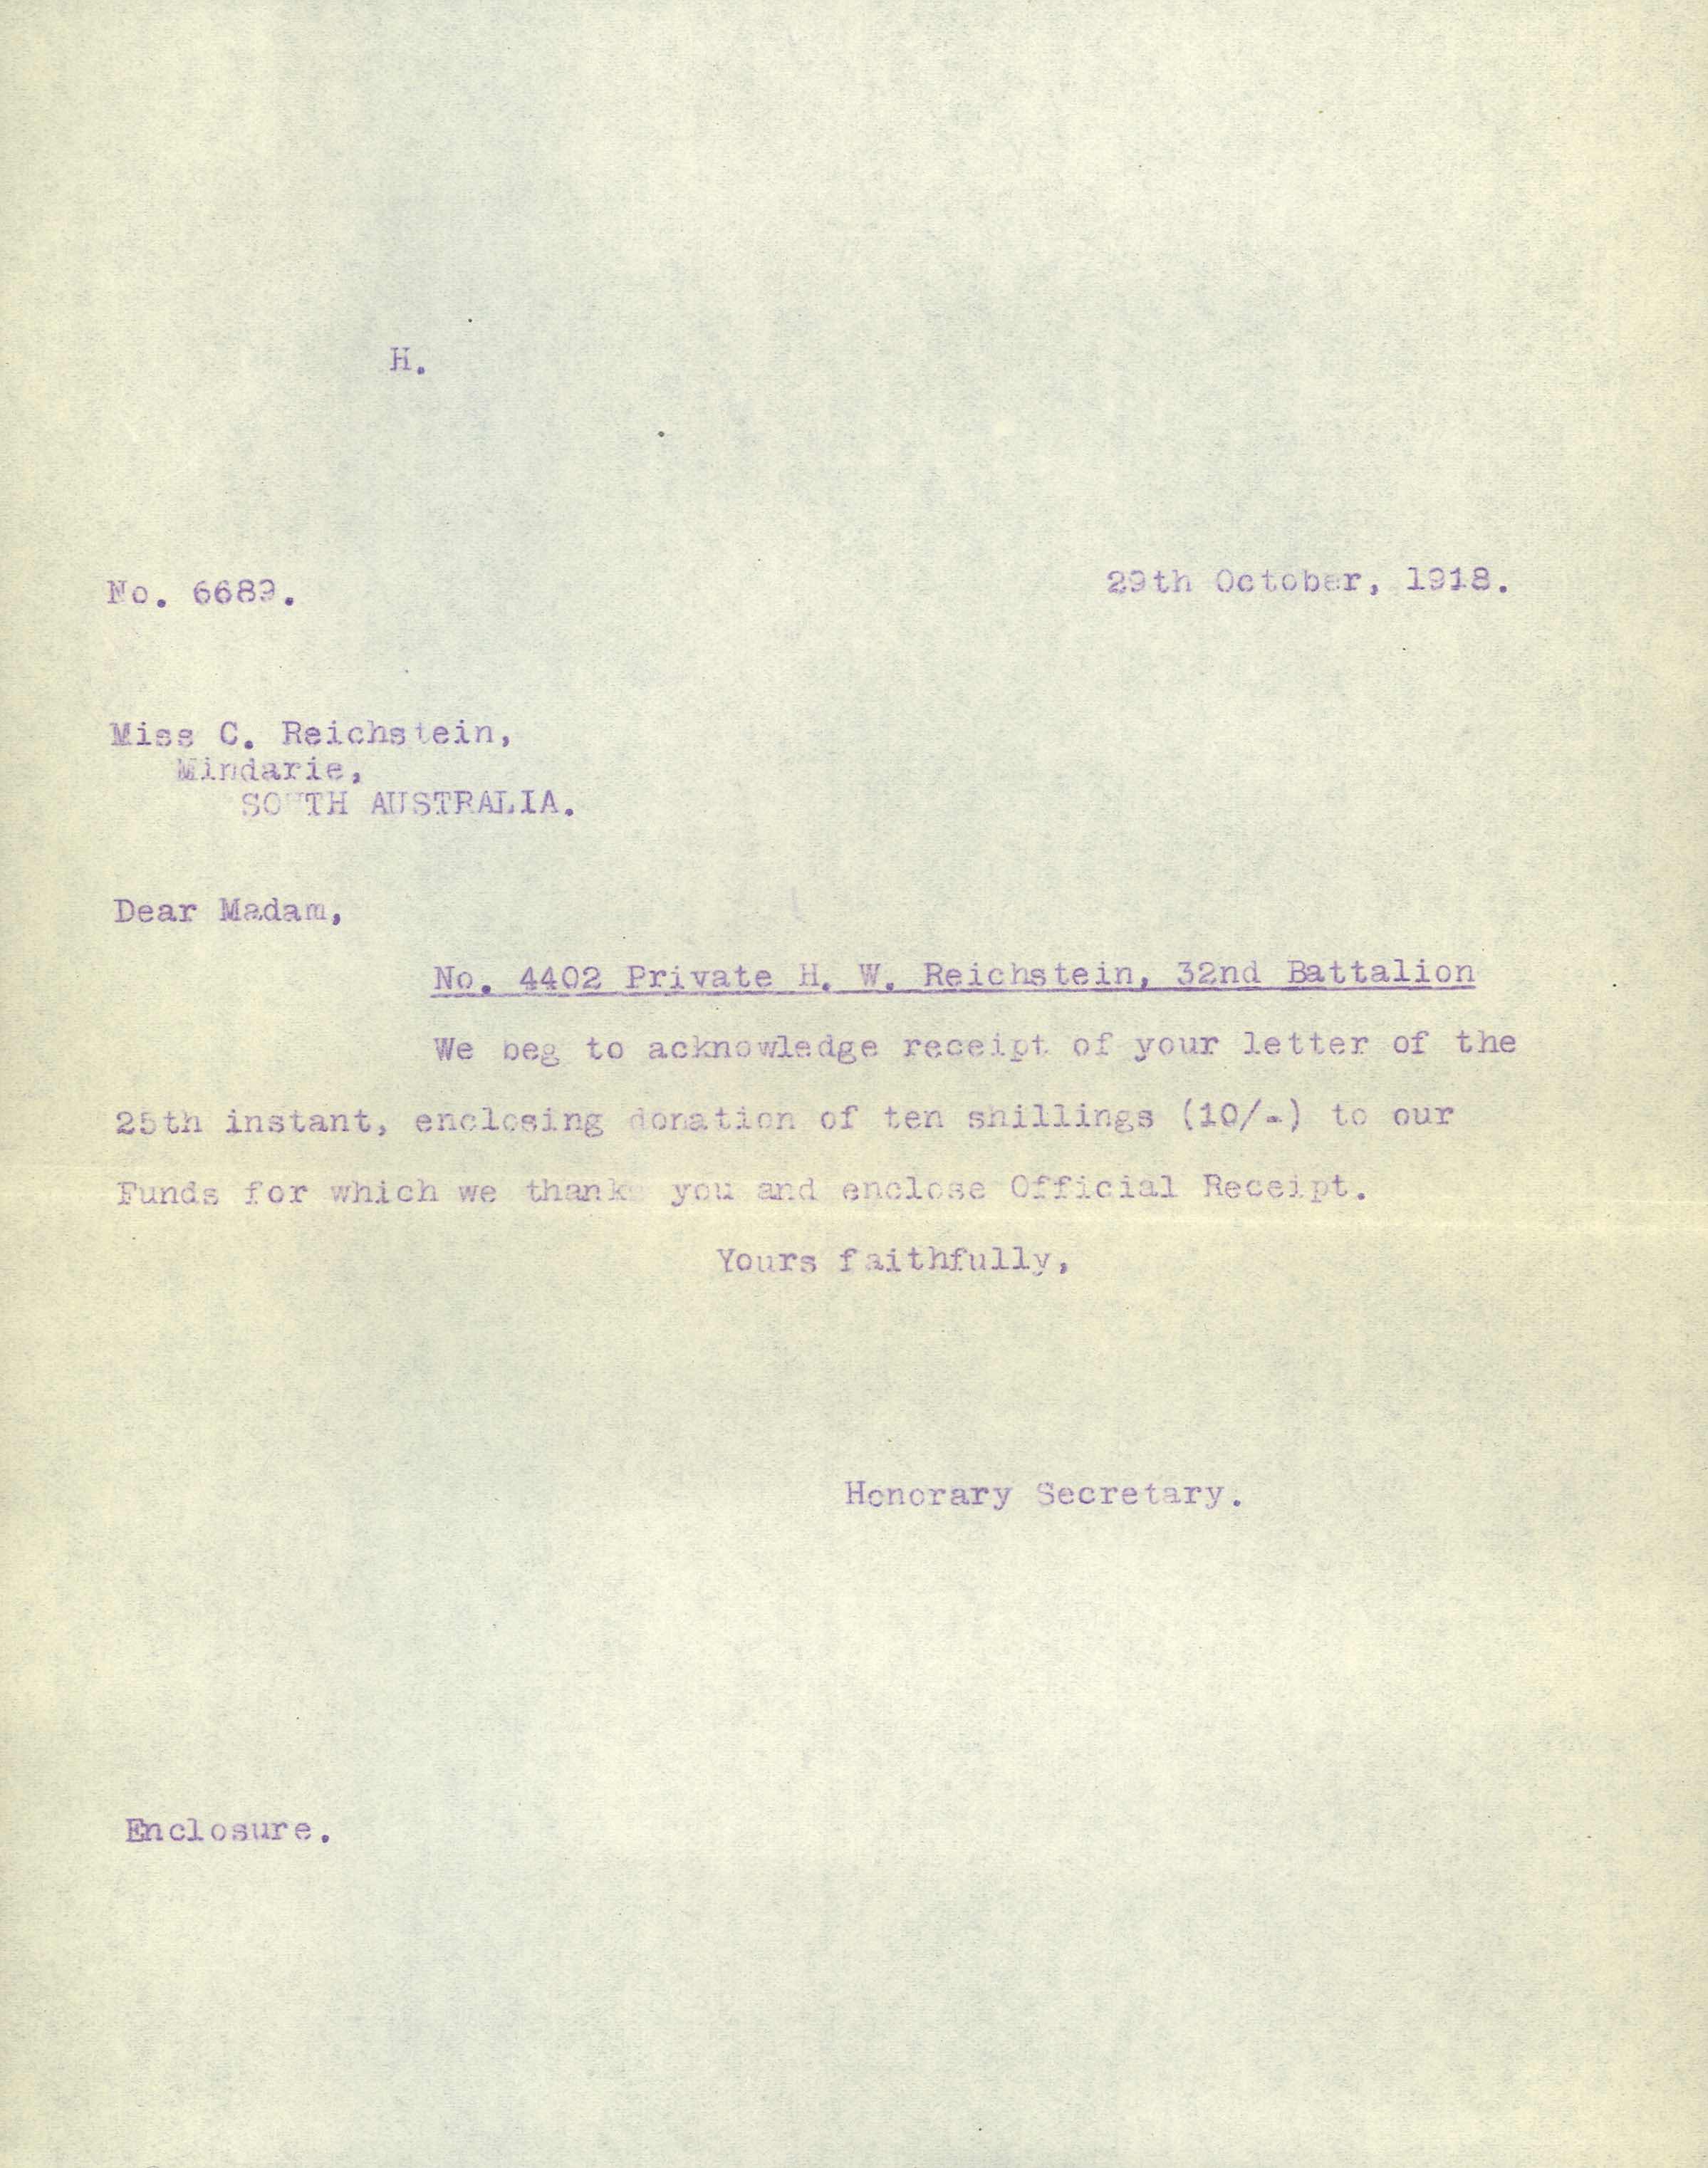 H.
No. 6689.
29th October, 1918.
Miss C. Reichstein,
Mindarie,
SOUTH AUSTRALIA.
Dear Madam,
No. 4402 Private H. W. Reichstein, 32nd Battalion
We beg to acknowledge receipt of your letter of the
25th instant, enclosing donation of ten shillings (10/-) to our
Funds for which we thank you and enclose Official Receipt.
Yours faithfully,
Honorary Secretary.
Enclosure.